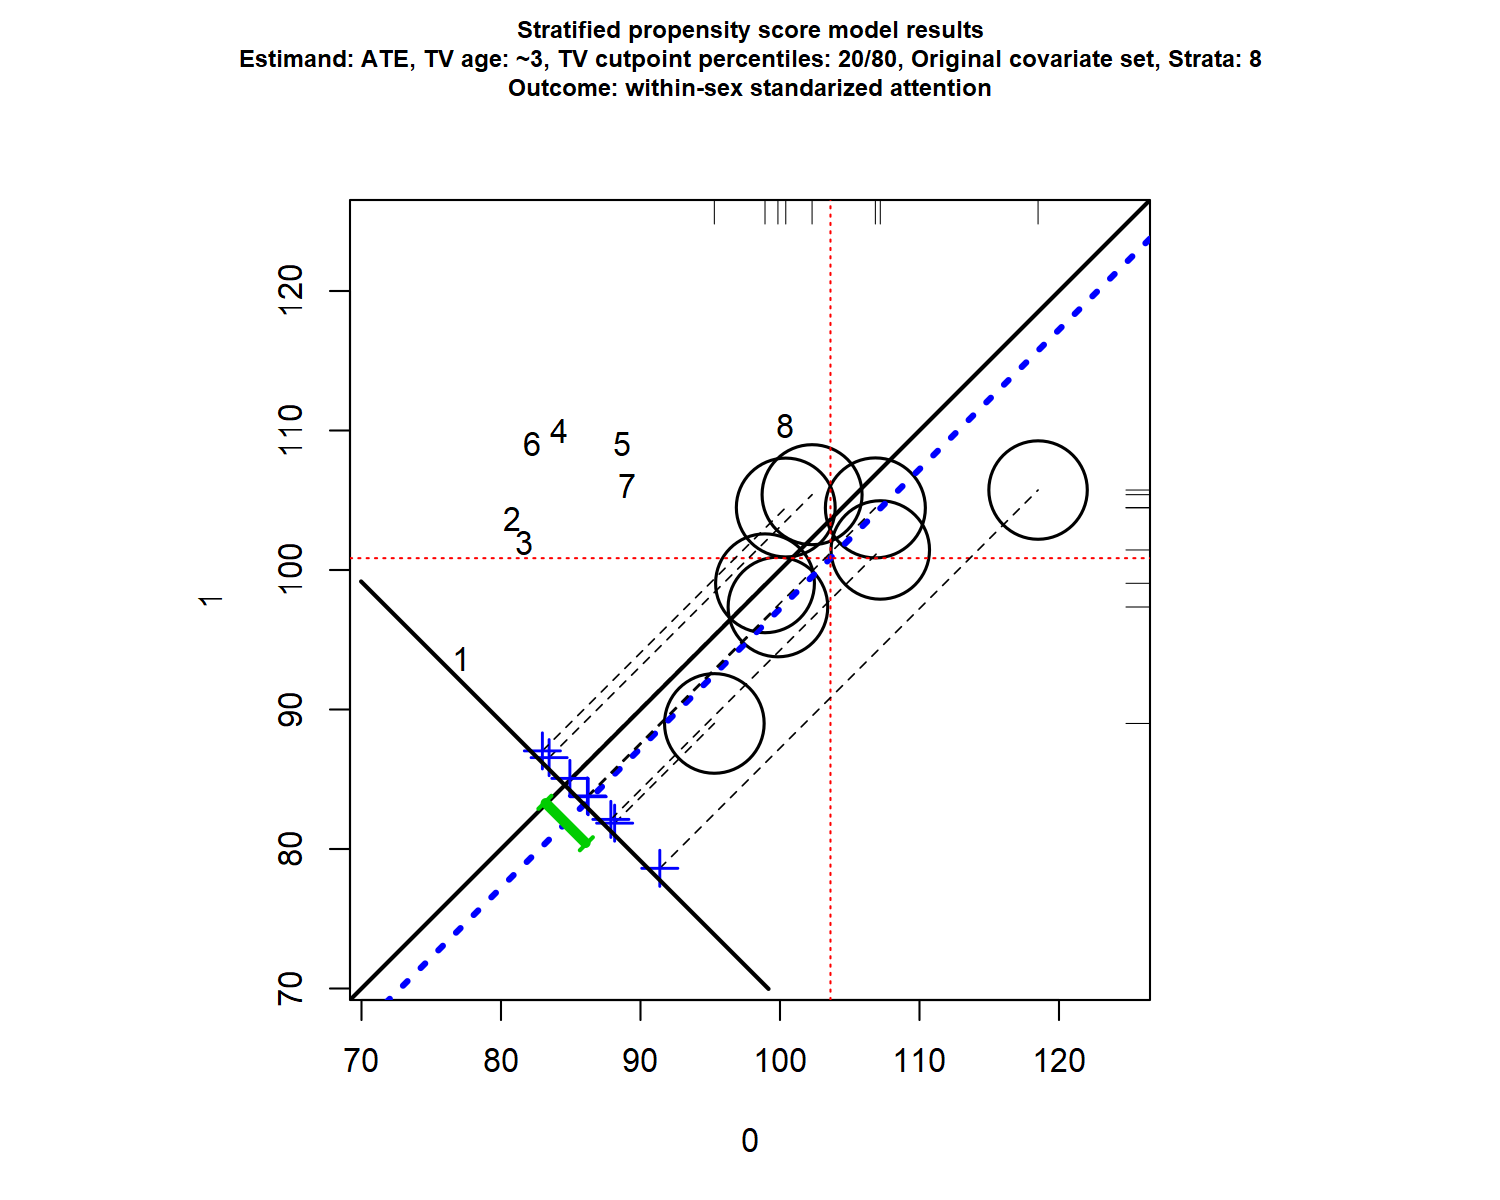 Stratified propensity score model results
Estimand: ATE, TV age: ~3, TV cutpoint percentiles: 20/80, Original covariate set, Strata: 8
Outcome: within-sex standarized attention
120
110
100
90
80
70
1
6 4 5 8
7
2
3
1
70 80 90 100 110 120
0